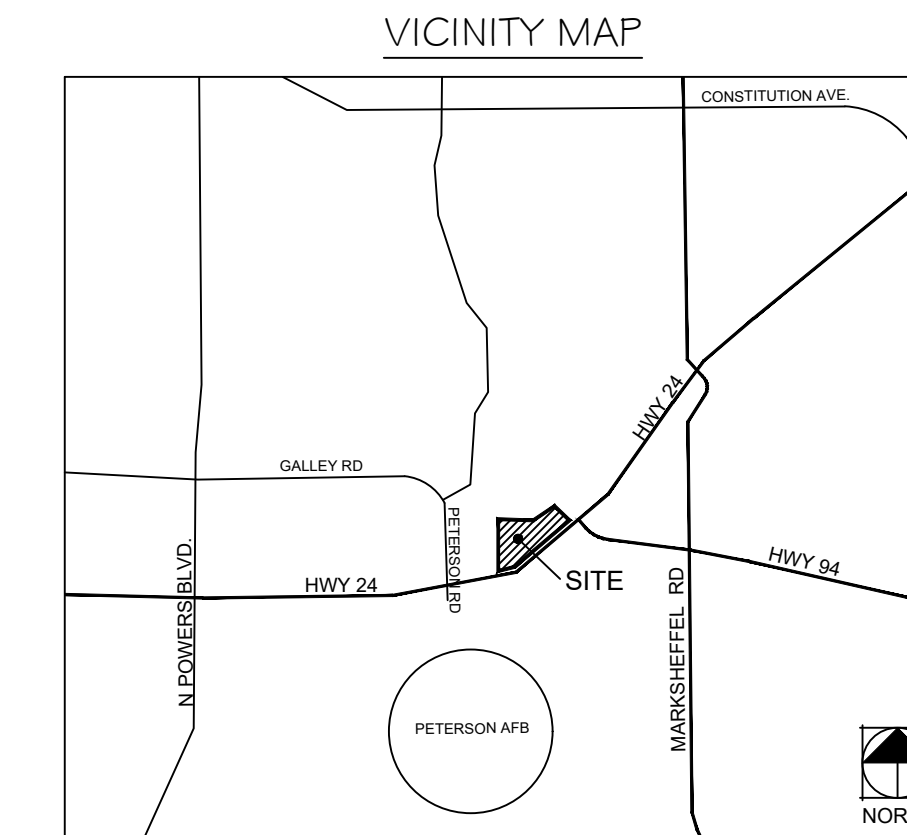 VICINITY MAP
CONSTITUTION AVE.
HWY 24
GALLEY RD
PETERSON RD
N POWERS BLVD.
HWY 24
SITE
HWY 94
MARKSHEFFEL RD
PETERSON AFB
NOR